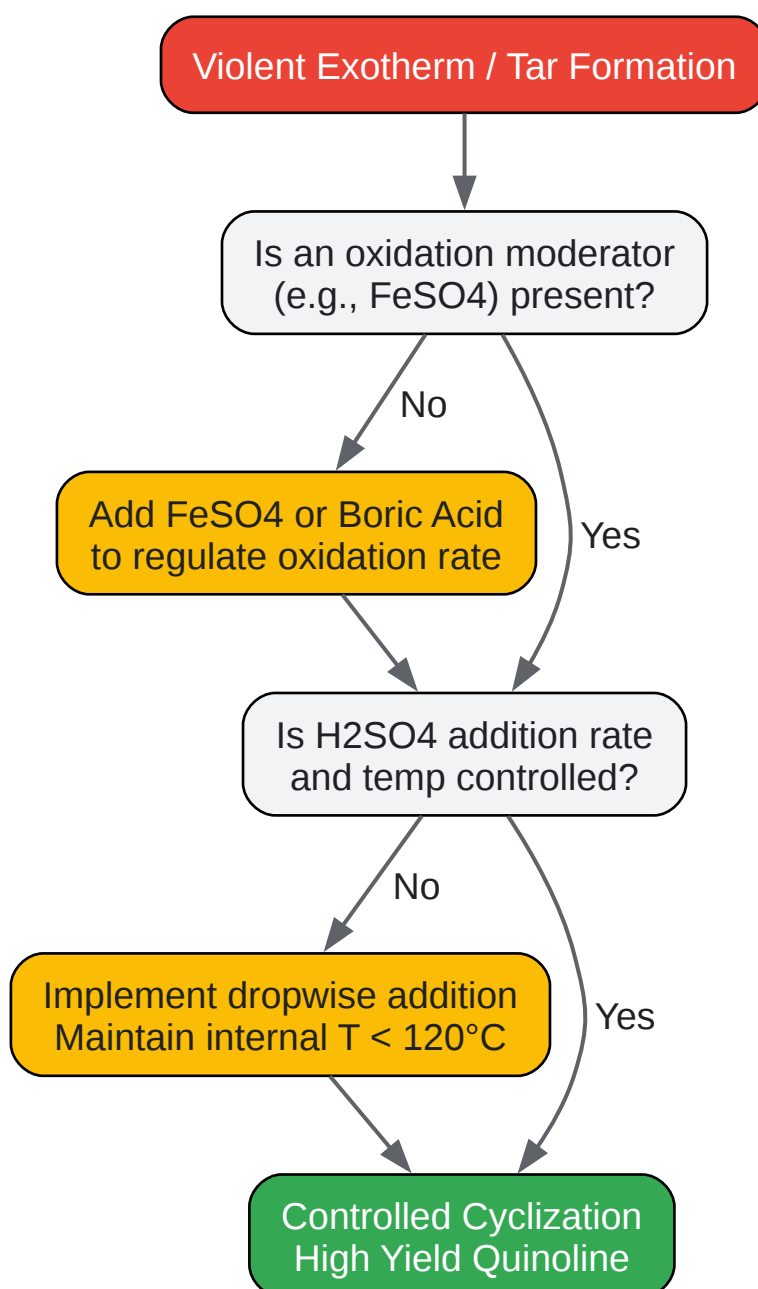 Violent Exotherm / Tar Formation
Is an oxidation moderator
(e.g., FeSO4) present?
No
Add FeSO4 or Boric Acid
to regulate oxidation rate
Yes
Is H2SO4 addition rate
and temp controlled?
No
Implement dropwise addition
Maintain internal T < 120°C
Yes
Controlled Cyclization
High Yield Quinoline